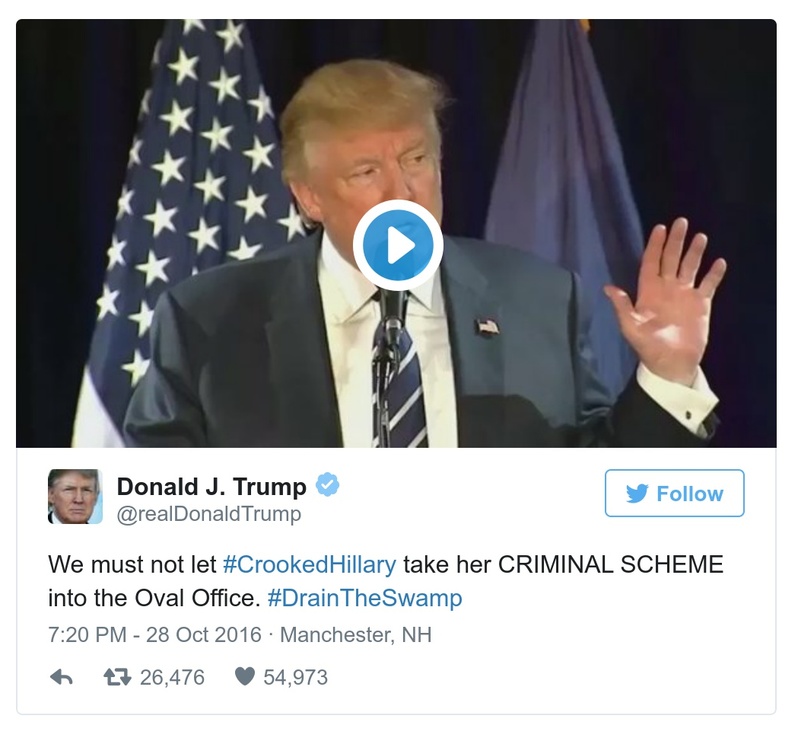 Donald J. Trump
@realDonaldTrump
Follow
We must not let #CrookedHillary take her CRIMINAL SCHEME
into the Oval Office. #DrainTheSwamp
7:20 PM - 28 Oct 2016 · Manchester, NH
26,476 54,973